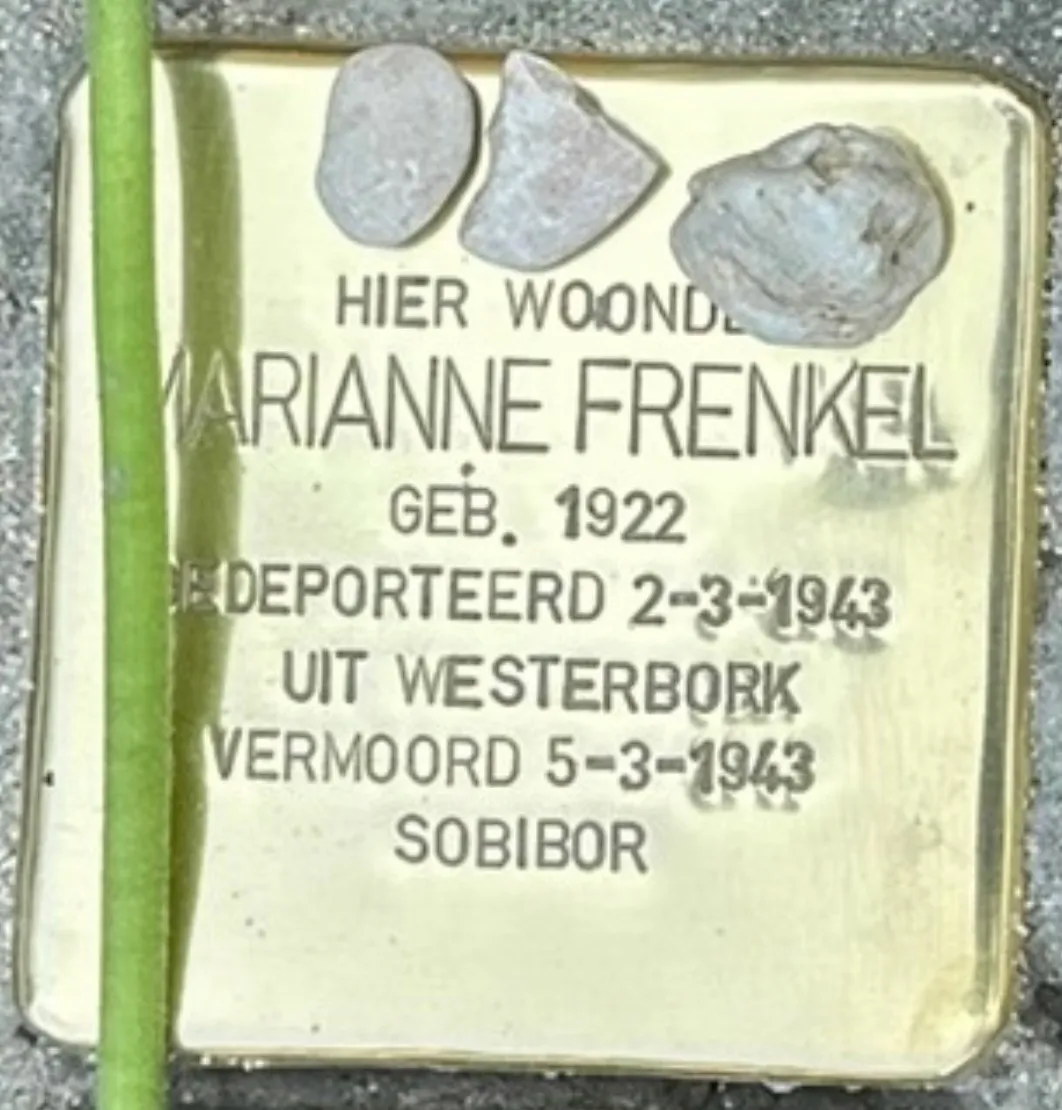 HIER WOONDE
MARIANNE FRENKEL
GEB. 1922
GEDEPORTEERD 2-3-1943
UIT WESTERBORK
VERMOORD 5-3-1943
SOBIBOR